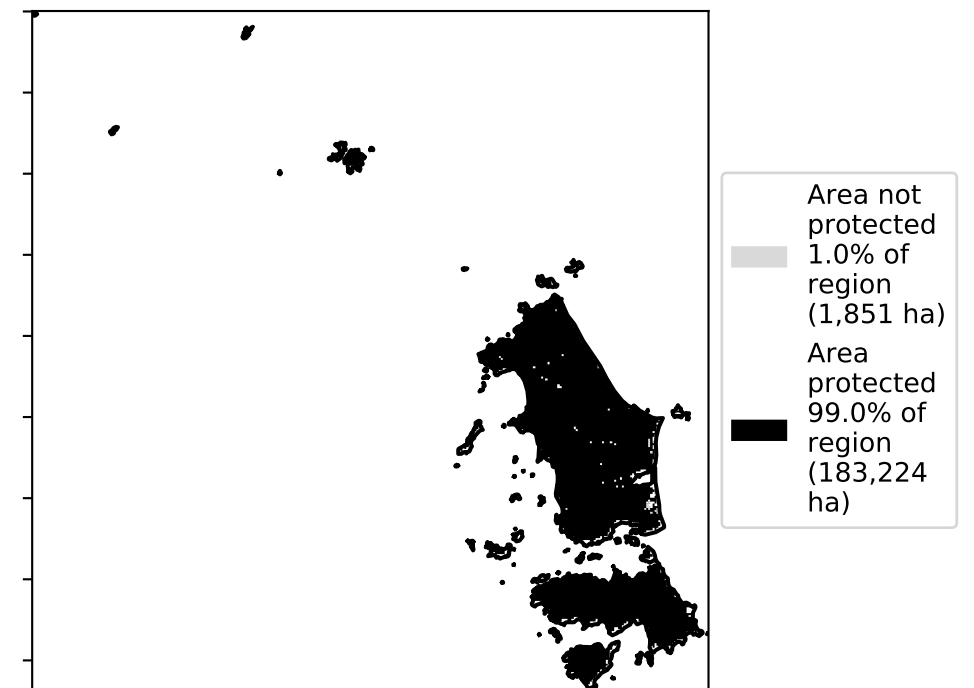 Area not
protected
1.0% of
region
(1,851 ha)
Area
protected
99.0% of
region
(183,224
ha)